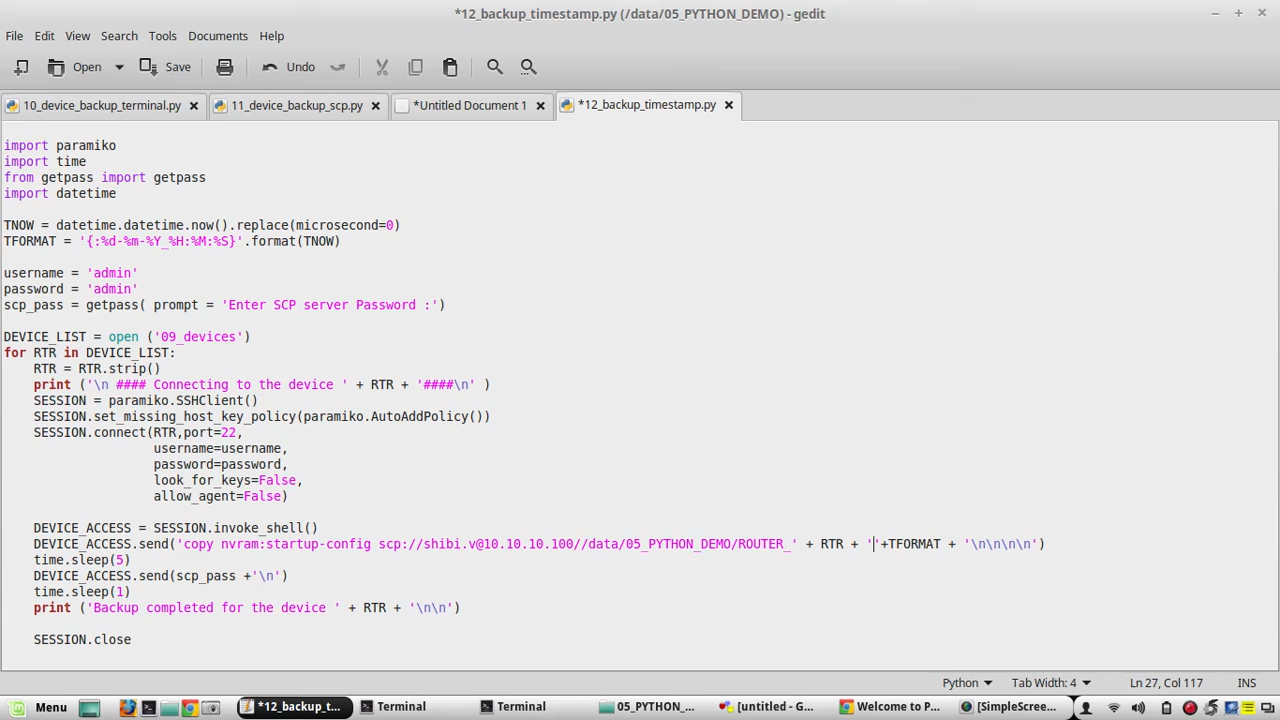 *12_backup_timestamp.py (/data/05_PYTHON_DEMO) - gedit
File Edit View Search Tools Documents Help
Open Save Undo
10_device_backup_terminal.py 11_device_backup_scp.py *Untitled Document 1 *12_backup_timestamp.py
import paramiko
import time
from getpass import getpass
import datetime
TNOW = datetime.datetime.now().replace(microsecond=0)
TFORMAT = '{:%d-%m-%Y_%H:%M:%S}'.format(TNOW)
username = 'admin'
password = 'admin'
scp_pass = getpass( prompt = 'Enter SCP server Password :')
DEVICE_LIST = open ('09_devices')
for RTR in DEVICE_LIST:
    RTR = RTR.strip()
    print ('\n #### Connecting to the device ' + RTR + '####\n' )
    SESSION = paramiko.SSHClient()
    SESSION.set_missing_host_key_policy(paramiko.AutoAddPolicy())
    SESSION.connect(RTR,port=22,
                    username=username,
                    password=password,
                    look_for_keys=False,
                    allow_agent=False)
    DEVICE_ACCESS = SESSION.invoke_shell()
    DEVICE_ACCESS.send('copy nvram:startup-config scp://shibi.v@10.10.10.100//data/05_PYTHON_DEMO/ROUTER_' + RTR + ''+TFORMAT + '\n\n\n\n')
    time.sleep(5)
    DEVICE_ACCESS.send(scp_pass +'\n')
    time.sleep(1)
    print ('Backup completed for the device ' + RTR + '\n\n')
    SESSION.close
Python Tab Width: 4 Ln 27, Col 117 INS
Menu *12_backup_t... Terminal Terminal 05_PYTHON_... [untitled - G... Welcome to P... [SimpleScreen...